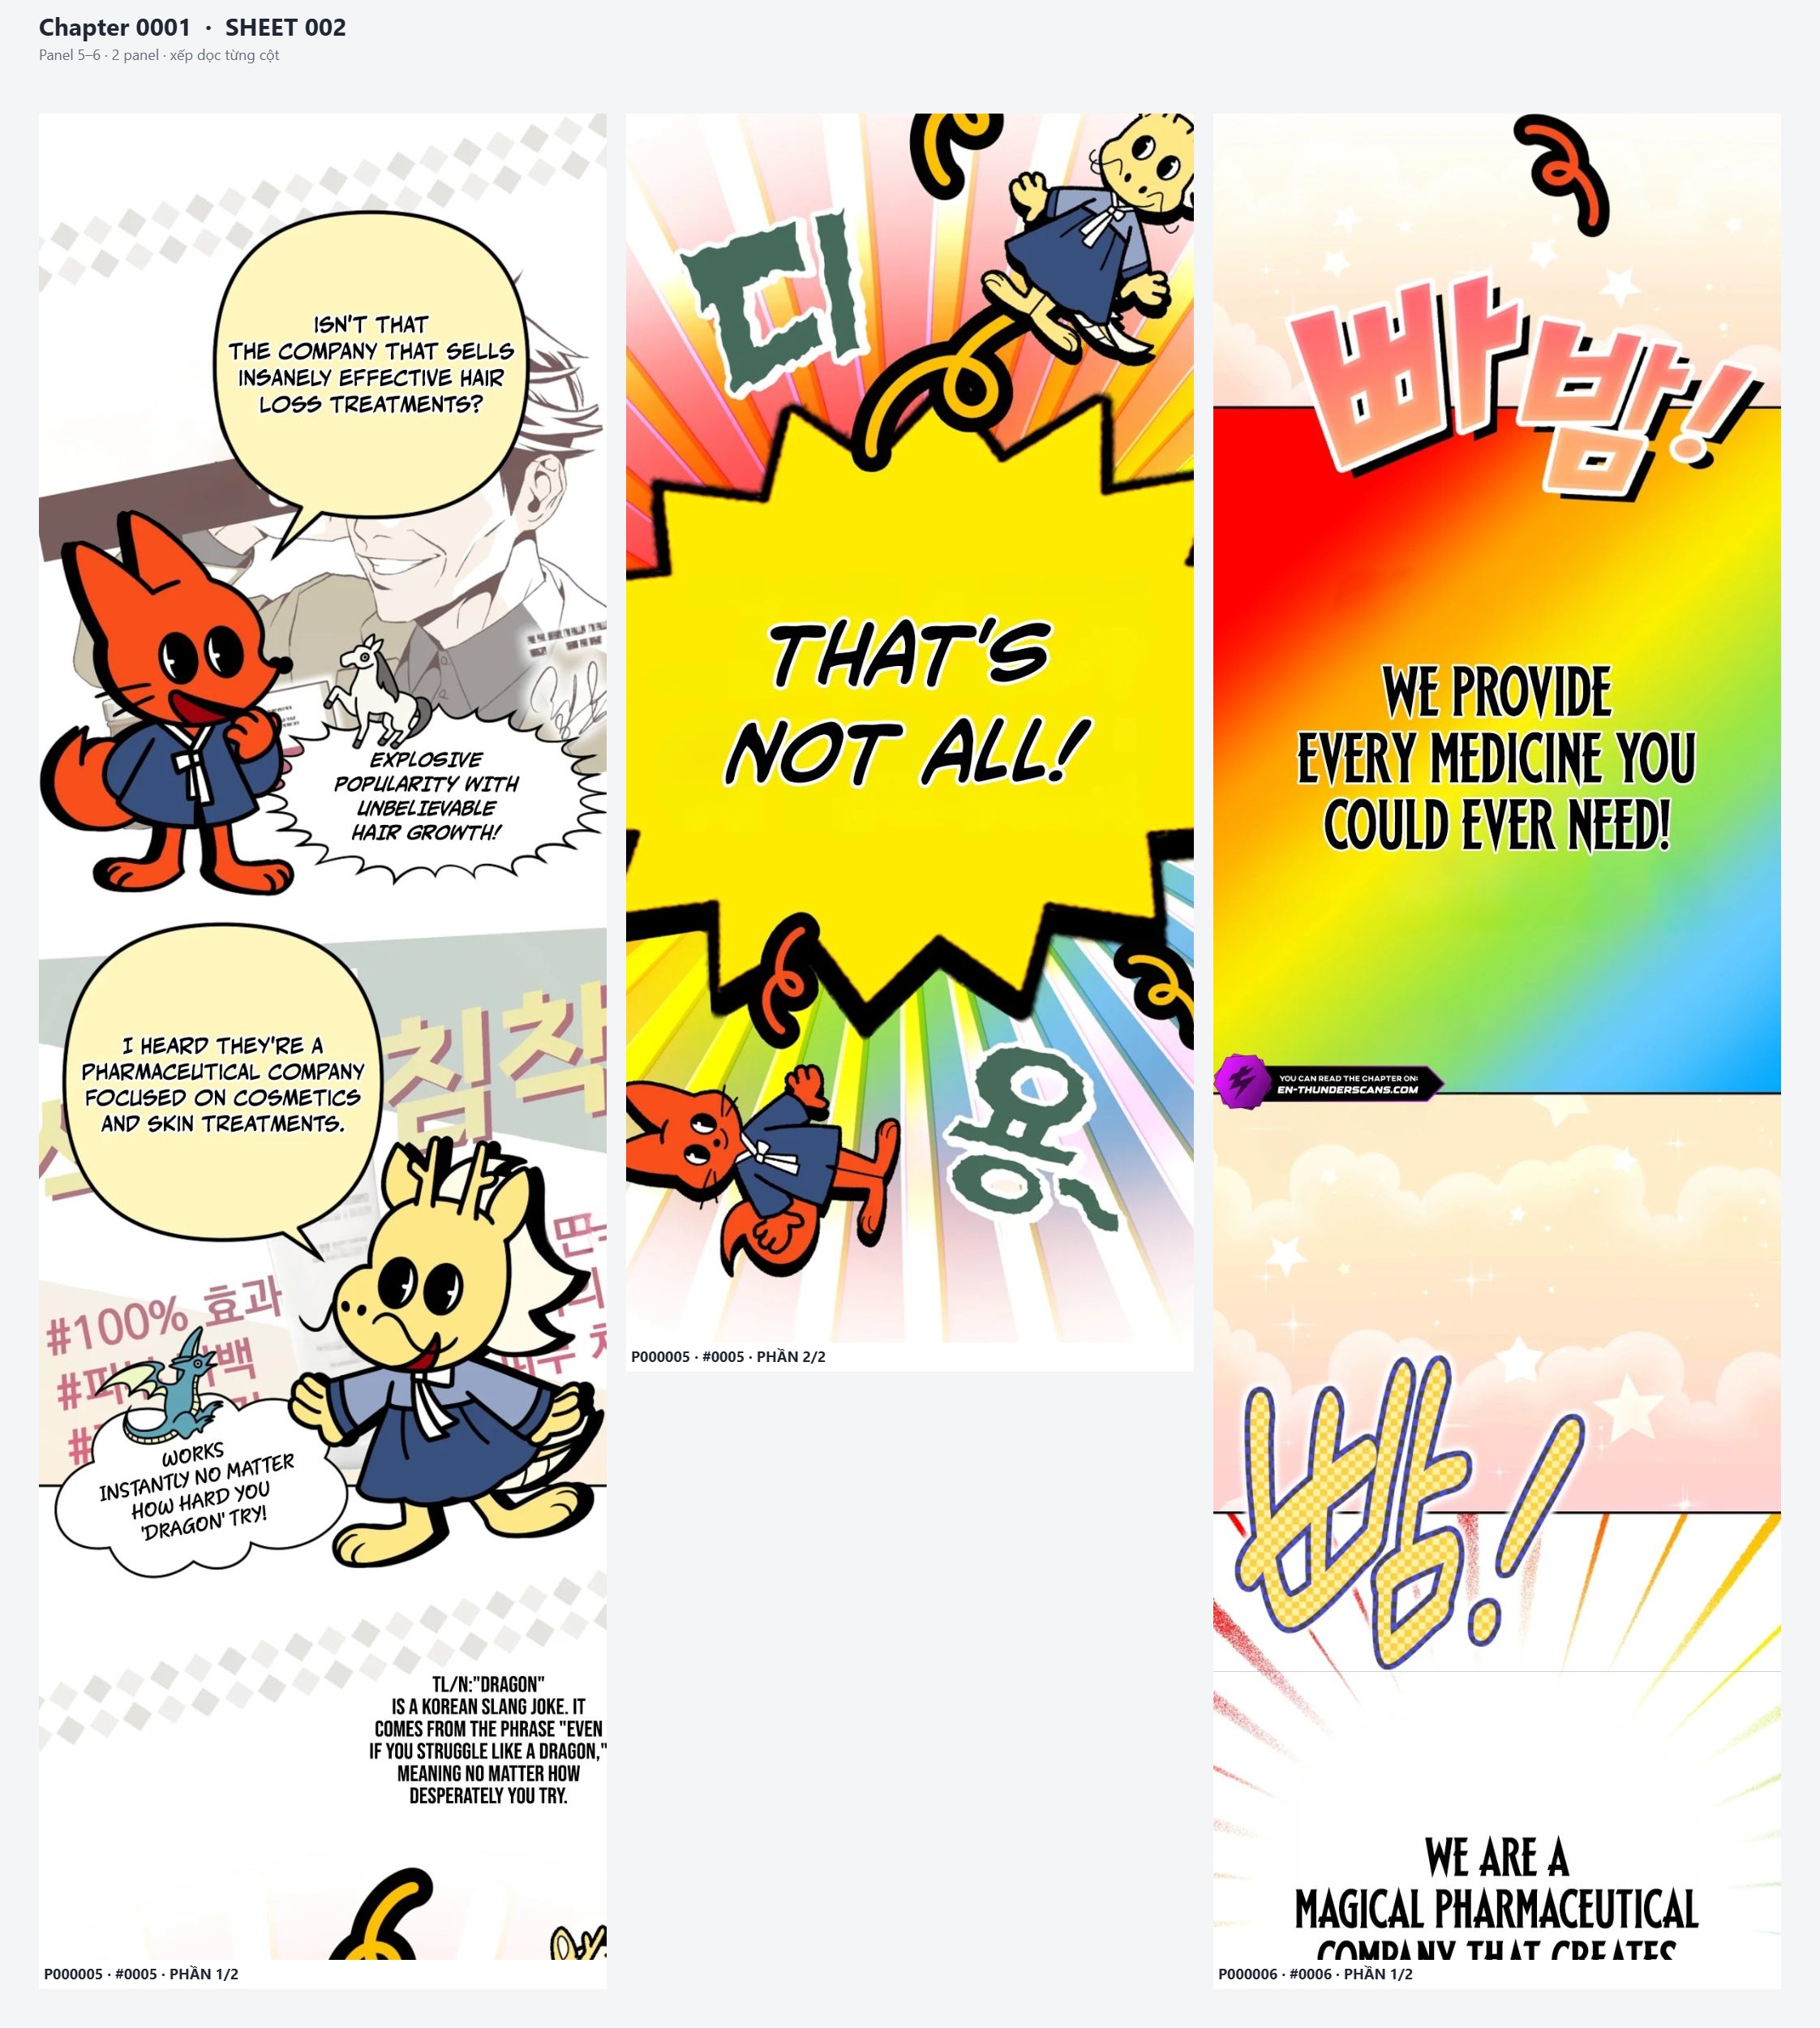 Chapter 0001 · SHEET 002
Panel 5–6 · 2 panel · xếp dọc từng cột
ISN'T THAT
THE COMPANY THAT SELLS
INSANELY EFFECTIVE HAIR
LOSS TREATMENTS?
EXPLOSIVE
POPULARITY WITH
UNBELIEVABLE
HAIR GROWTH!
I HEARD THEY'RE A
PHARMACEUTICAL COMPANY
FOCUSED ON COSMETICS
AND SKIN TREATMENTS.
침착
#100% 효과
WORKS
INSTANTLY NO MATTER
HOW HARD YOU
'DRAGON' TRY!
TL/N:"DRAGON"
IS A KOREAN SLANG JOKE. IT
COMES FROM THE PHRASE "EVEN
IF YOU STRUGGLE LIKE A DRAGON,"
MEANING NO MATTER HOW
DESPERATELY YOU TRY.
P000005 · #0005 · PHẦN 1/2
디
THAT'S
NOT ALL!
용
P000005 · #0005 · PHẦN 2/2
빠밤!
WE PROVIDE
EVERY MEDICINE YOU
COULD EVER NEED!
YOU CAN READ THE CHAPTER ON:
EN-THUNDERSCANS.COM
빰!
WE ARE A
MAGICAL PHARMACEUTICAL
COMPANY THAT CREATES
P000006 · #0006 · PHẦN 1/2